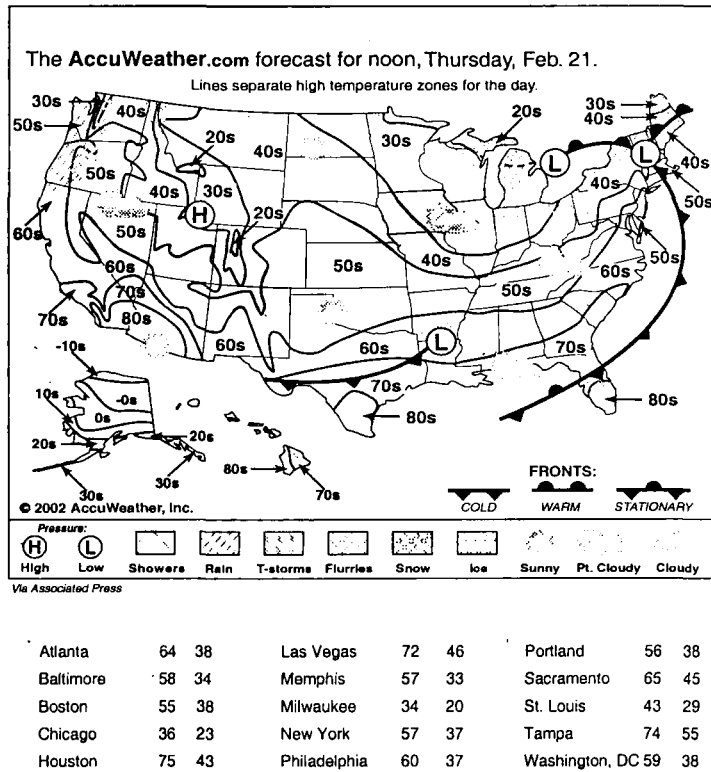 The AccuWeather.com forecast for noon, Thursday, Feb. 21.
Lines separate high temperature zones for the day.
30s
50s
40s
20s
40s
30s
20s
30s
40s
40s
50s
50s
40s
30s
H
20s
L
L
40s
60s
50s
60s
70s
80s
70s
50s
40s
50s
60s
50s
60s
60s
L
70s
70s
80s
80s
-10s
10s
-0s
0s
20s
20s
30s
30s
80s
70s
FRONTS:
COLD WARM STATIONARY
© 2002 AccuWeather, Inc.
Pressure:
H L
High Low Showers Rain T-storms Flurries Snow Ice Sunny Pt. Cloudy Cloudy
Via Associated Press
Atlanta 64 38 Las Vegas 72 46 Portland 56 38
Baltimore 58 34 Memphis 57 33 Sacramento 65 45
Boston 55 38 Milwaukee 34 20 St. Louis 43 29
Chicago 36 23 New York 57 37 Tampa 74 55
Houston 75 43 Philadelphia 60 37 Washington, DC 59 38